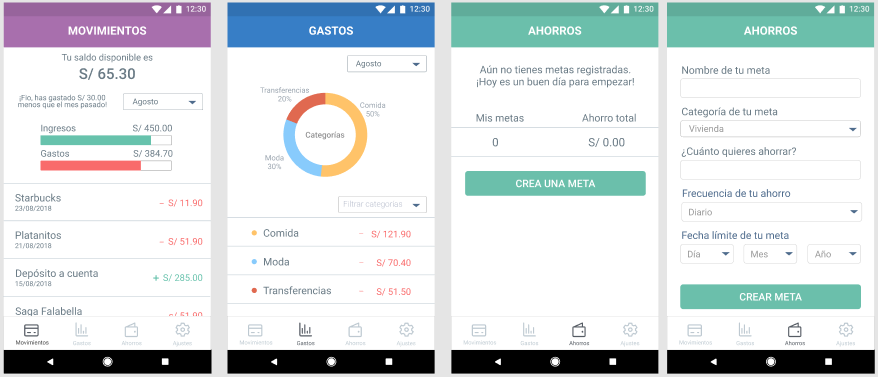 12:30
MOVIMIENTOS
Tu saldo disponible es
S/ 65.30
¡Fio, has gastado S/ 30.00
menos que el mes pasado!
Agosto
Ingresos S/ 450.00
Gastos S/ 384.70
Starbucks
23/08/2018
− S/ 11.90
Platanitos
21/08/2018
− S/ 51.90
Depósito a cuenta
15/08/2018
+ S/ 285.00
Saga Falabella
− S/ 51.90
Movimientos Gastos Ahorros Ajustes
12:30
GASTOS
Agosto
Transferencias
20%
Comida
50%
Categorías
Moda
30%
Filtrar categorías
Comida − S/ 121.90
Moda − S/ 70.40
Transferencias − S/ 51.50
Movimientos Gastos Ahorros Ajustes
12:30
AHORROS
Aún no tienes metas registradas.
¡Hoy es un buen día para empezar!
Mis metas Ahorro total
0 S/ 0.00
CREA UNA META
Movimientos Gastos Ahorros Ajustes
12:30
AHORROS
Nombre de tu meta
Categoría de tu meta
Vivienda
¿Cuánto quieres ahorrar?
Frecuencia de tu ahorro
Diario
Fecha límite de tu meta
Día Mes Año
CREAR META
Movimientos Gastos Ahorros Ajustes